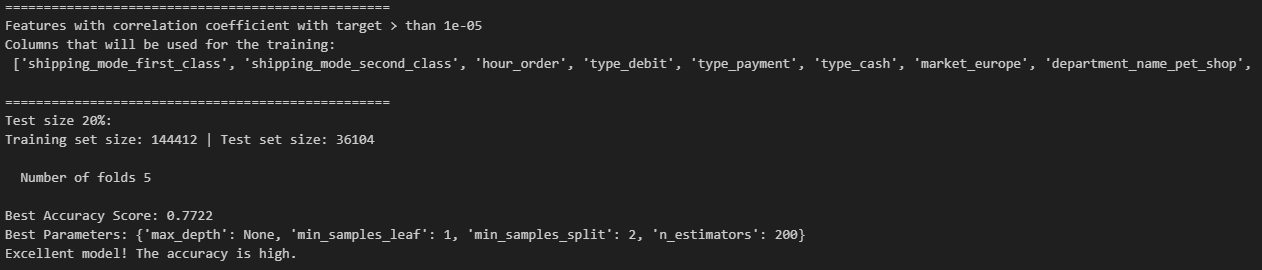 ==================================================
Features with correlation coefficient with target > than 1e-05
Columns that will be used for the training:
['shipping_mode_first_class', 'shipping_mode_second_class', 'hour_order', 'type_debit', 'type_payment', 'type_cash', 'market_europe', 'department_name_pet_shop',
==================================================
Test size 20%:
Training set size: 144412 | Test set size: 36104
Number of folds 5
Best Accuracy Score: 0.7722
Best Parameters: {'max_depth': None, 'min_samples_leaf': 1, 'min_samples_split': 2, 'n_estimators': 200}
Excellent model! The accuracy is high.